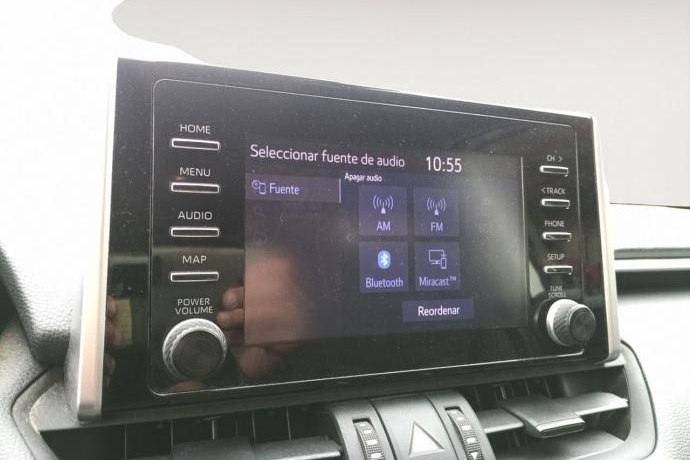 HOME
MENU
AUDIO
MAP
POWER
VOLUME
Seleccionar fuente de audio 10:55
Apagar audio
Fuente
AM
FM
Bluetooth
Miracast™
Reordenar
CH >
< TRACK
PHONE
SETUP
TUNE
SCROLL